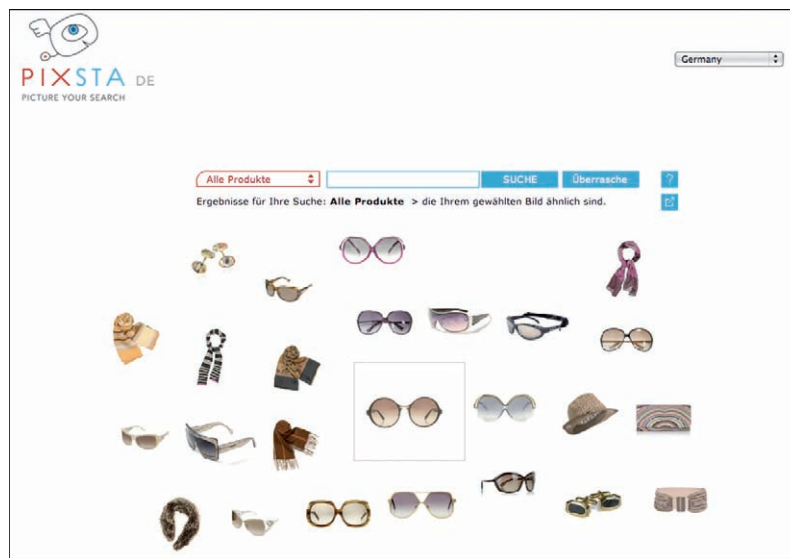 PIXSTA DE
PICTURE YOUR SEARCH
Germany
Alle Produkte
SUCHE
Überrasche
?
Ergebnisse für Ihre Suche: Alle Produkte > die Ihrem gewählten Bild ähnlich sind.